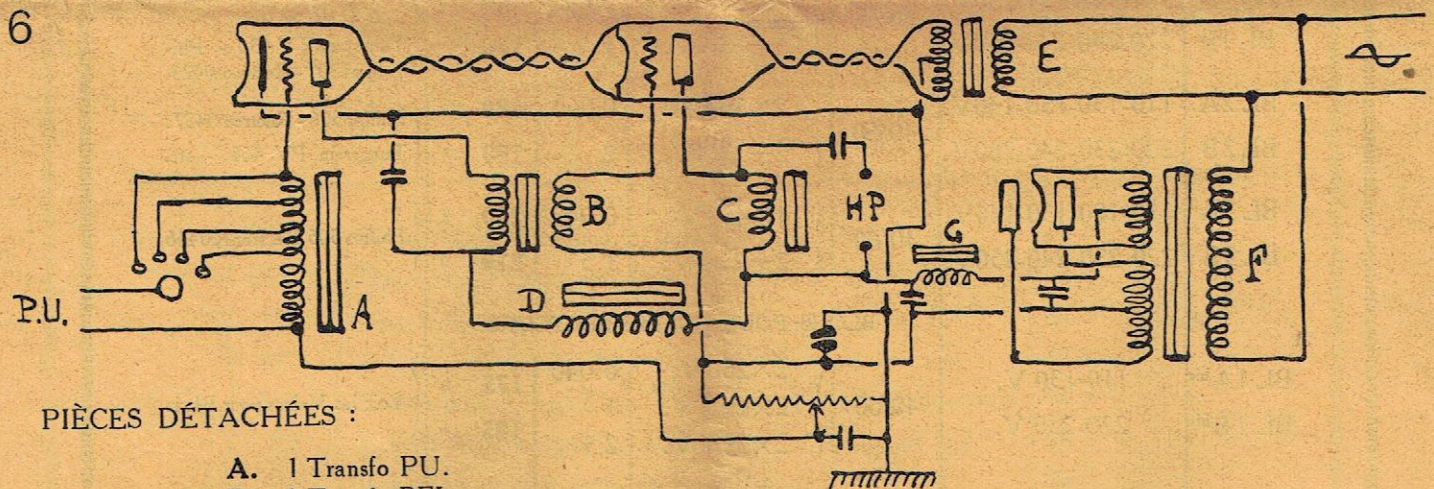 6
E
B
C
HP
G
F
D
P.U.
A
PIÈCES DÉTACHÉES :
A. 1 Transfo PU.